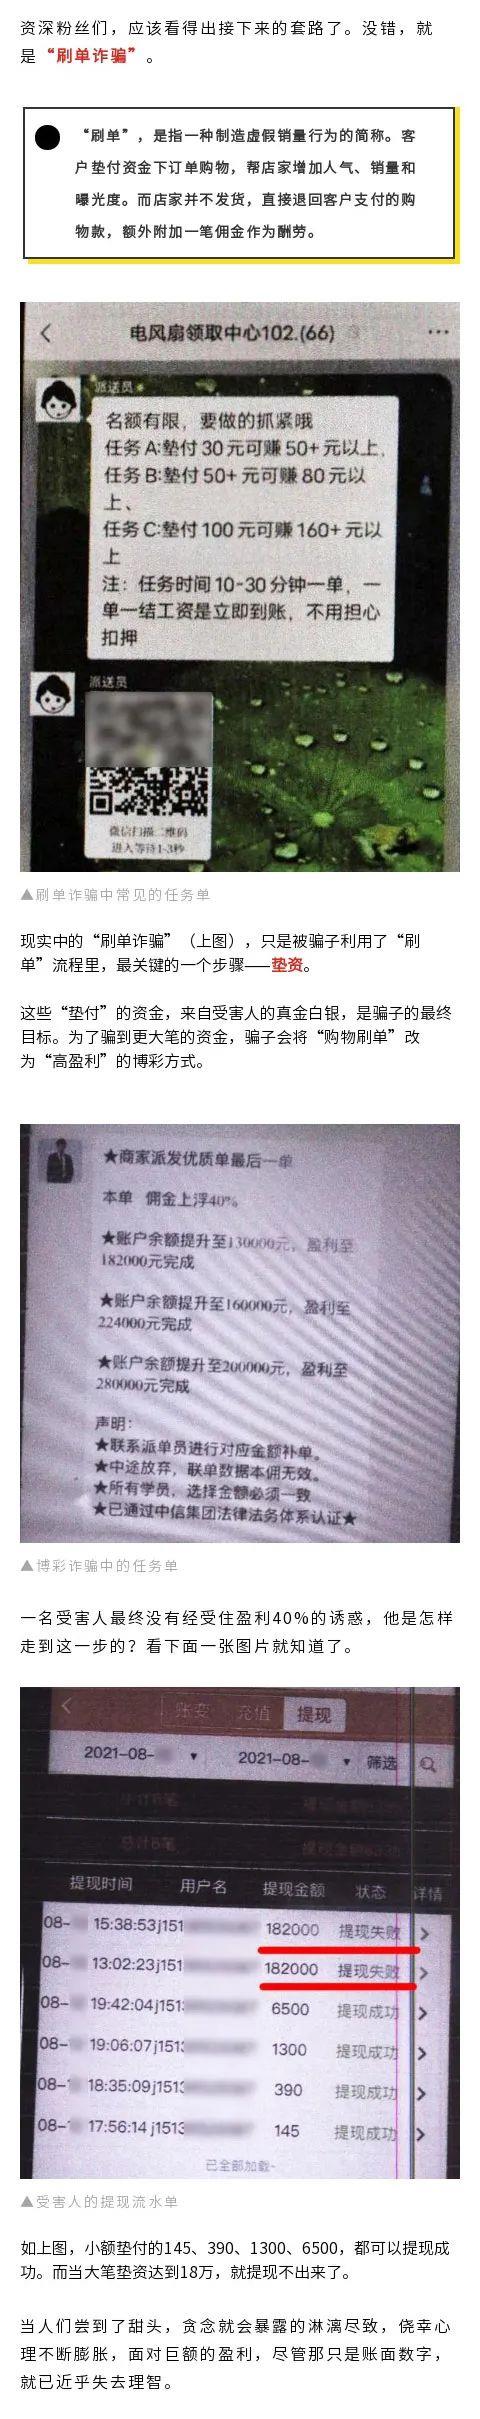 资深粉丝们，应该看得出接下来的套路了。没错，就
是“刷单诈骗”。
“刷单”，是指一种制造虚假销量行为的简称。客
户垫付资金下订单购物，帮店家增加人气、销量和
曝光度。而店家并不发货，直接退回客户支付的购
物款，额外附加一笔佣金作为酬劳。
电风扇领取中心102.(66)
派送员
名额有限，要做的抓紧哦
任务A:墊付30元可赚50+元以上,
任务B:墊付50+元可赚80元以
上、
任务C:墊付100元可赚160+元以
上
注：任务时间10-30分钟一单，一
单一结工资是立即到账，不用担心
扣押
派送员
微信扫描二维码
进入等待1-3秒
▲刷单诈骗中常见的任务单
现实中的“刷单诈骗”（上图），只是被骗子利用了“刷
单”流程里，最关键的一个步骤——垫资。
这些“垫付”的资金，来自受害人的真金白银，是骗子的最终
目标。为了骗到更大笔的资金，骗子会将“购物刷单”改
为“高盈利”的博彩方式。
★商家派发优质单最后一单
本单 佣金上浮40%
★账户余额提升至130000元，盈利至
182000元完成
★账户余额提升至160000元，盈利至
224000元完成
★账户余额提升至200000元，盈利至
280000元完成
声明：
★联系派单员进行对应金额补单。
★中途放弃，联单数据本佣无效。
★所有学员，选择金额必须一致
★已通过中信集团法律法务体系认证★
▲博彩诈骗中的任务单
一名受害人最终没有经受住盈利40%的诱惑，他是怎样
走到这一步的？看下面一张图片就知道了。
账变 充值 提现
2021-08- ▼ 2021-08- ▼ 筛选
总计6笔
提现时间 用户名 提现金额 状态 详情
08- 15:38:53 j151 182000 提现失败
08- 13:02:23 j151 182000 提现失败
08- 19:42:04 j151 6500 提现成功
08- 19:06:07 j151 1300 提现成功
08- 18:35:09 j1513 390 提现成功
08- 17:56:14 j1513 145 提现成功
已全部加载~
▲受害人的提现流水单
如上图，小额垫付的145、390、1300、6500，都可以提现成
功。而当大笔垫资达到18万，就提现不出来了。
当人们尝到了甜头，贪念就会暴露的淋漓尽致，侥幸心
理不断膨胀，面对巨额的盈利，尽管那只是账面数字，
就已近乎失去理智。